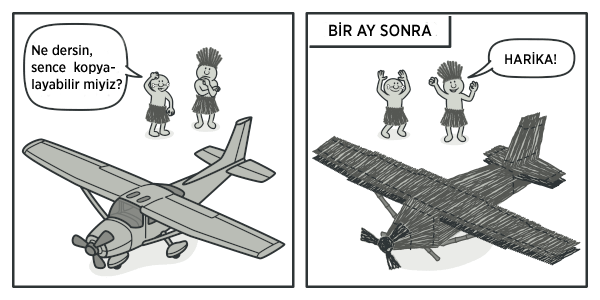 Ne dersin,
sence kopya-
layabilir miyiz?
BİR AY SONRA
HARİKA!